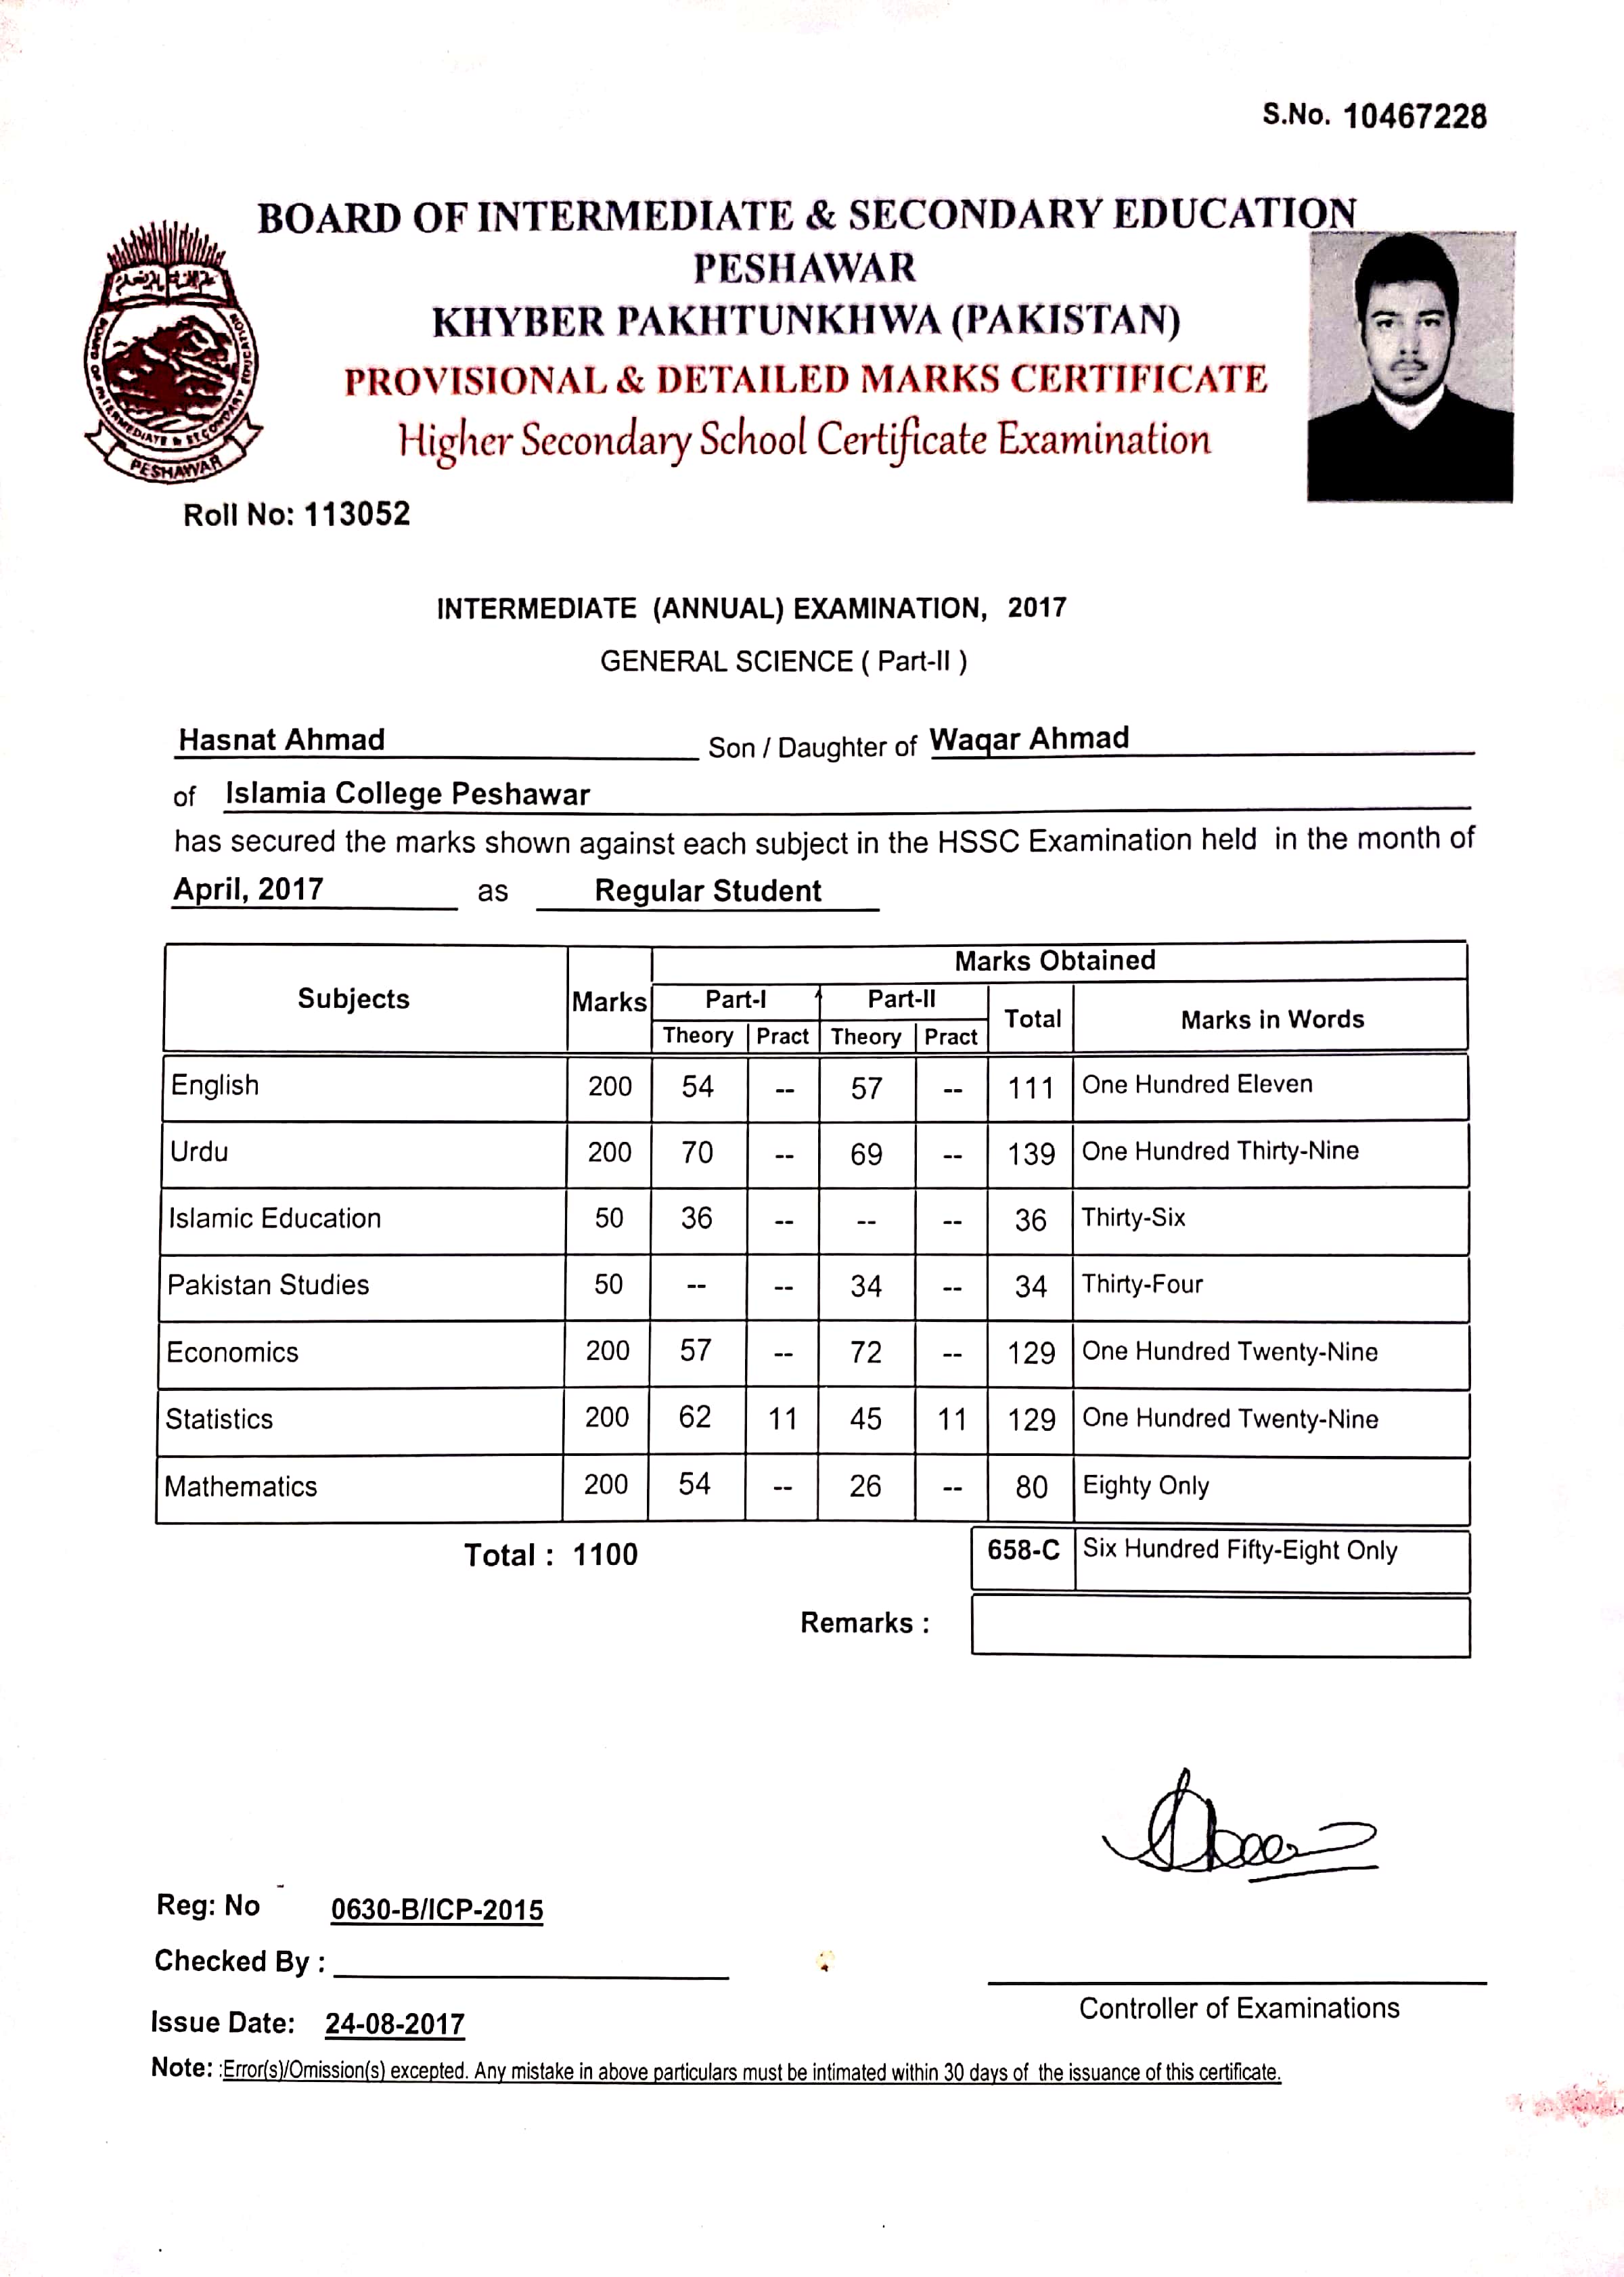 S.No. 10467228
BOARD OF INTERMEDIATE & SECONDARY EDUCATION
PESHAWAR
KHYBER PAKHTUNKHWA (PAKISTAN)
PROVISIONAL & DETAILED MARKS CERTIFICATE
Higher Secondary School Certificate Examination
BOARD OF INTERMEDIATE & SECONDARY EDUCATION
PESHAWAR
Roll No: 113052
INTERMEDIATE (ANNUAL) EXAMINATION, 2017
GENERAL SCIENCE ( Part-II )
Hasnat Ahmad Son / Daughter of Waqar Ahmad
of Islamia College Peshawar
has secured the marks shown against each subject in the HSSC Examination held in the month of
April, 2017 as Regular Student
Marks Obtained
Subjects Marks Part-I Part-II Total Marks in Words
Theory Pract Theory Pract
English 200 54 -- 57 -- 111 One Hundred Eleven
Urdu 200 70 -- 69 -- 139 One Hundred Thirty-Nine
Islamic Education 50 36 -- -- -- 36 Thirty-Six
Pakistan Studies 50 -- -- 34 -- 34 Thirty-Four
Economics 200 57 -- 72 -- 129 One Hundred Twenty-Nine
Statistics 200 62 11 45 11 129 One Hundred Twenty-Nine
Mathematics 200 54 -- 26 -- 80 Eighty Only
Total : 1100 658-C Six Hundred Fifty-Eight Only
Remarks :
Reg: No 0630-B/ICP-2015
Checked By :
Controller of Examinations
Issue Date: 24-08-2017
Note: :Error(s)/Omission(s) excepted. Any mistake in above particulars must be intimated within 30 days of the issuance of this certificate.